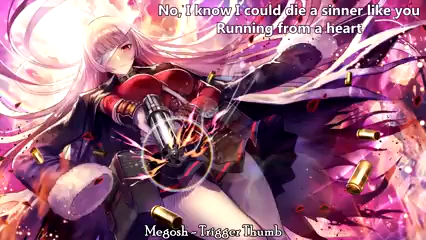 No, I know I could die a sinner like you
Running from a heart
Megosh - Trigger Thumb